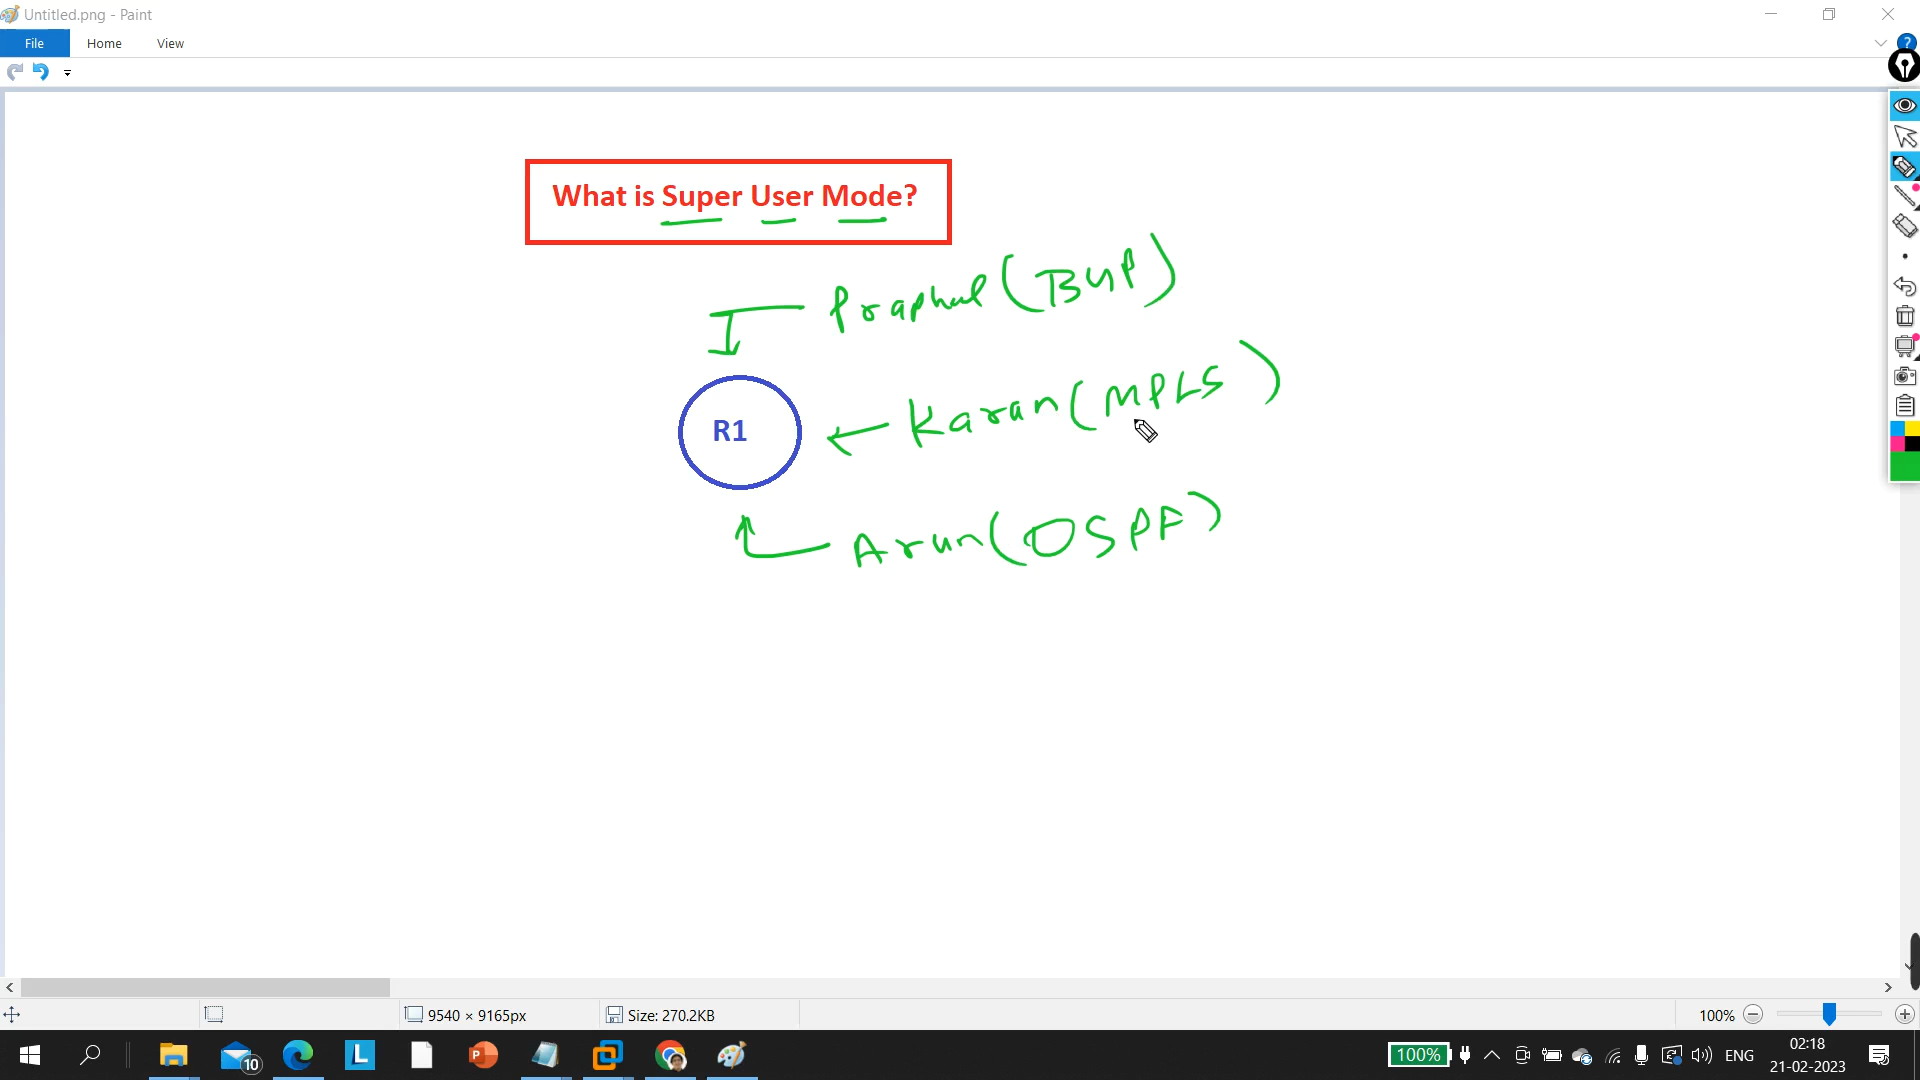 Untitled.png - Paint
File Home View
What is Super User Mode?
Praphul (BGP)
Karan (MPLS)
R1
Arun (OSPF)
9540 × 9165px
Size: 270.2KB
100%
10
L
P
100%
ENG
02:18
21-02-2023